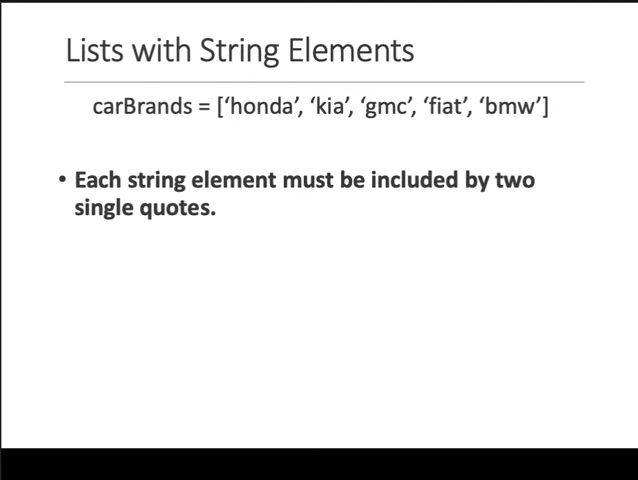 Lists with String Elements
carBrands = [‘honda’, ‘kia’, ‘gmc’, ‘fiat’, ‘bmw’]
• Each string element must be included by two
single quotes.